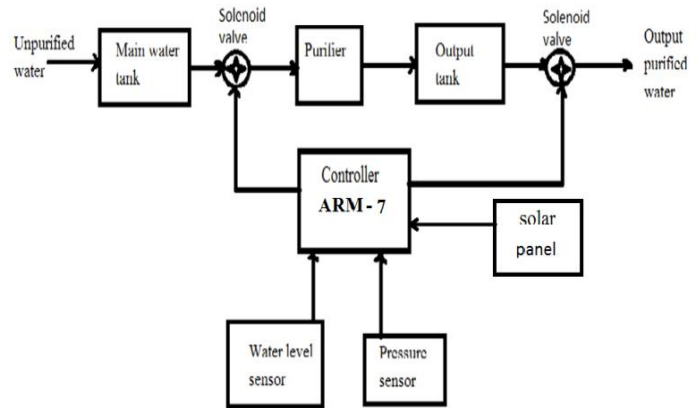 Unpurified
water
Main water
tank
Solenoid
valve
Purifier
Output
tank
Solenoid
valve
Output
purified
water
Controller
ARM - 7
solar
panel
Water level
sensor
Pressure
sensor